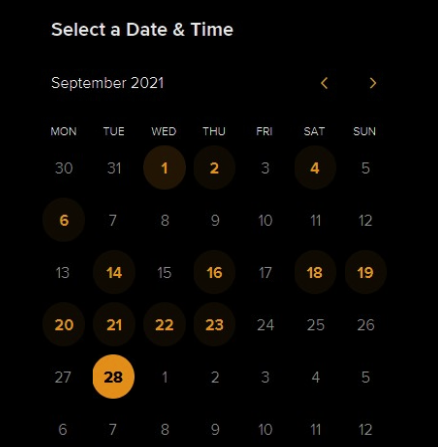 Select a Date & Time
September 2021 < >
MON TUE WED THU FRI SAT SUN
30 31 1 2 3 4 5
6 7 8 9 10 11 12
13 14 15 16 17 18 19
20 21 22 23 24 25 26
27 28 1 2 3 4 5
6 7 8 9 10 11 12